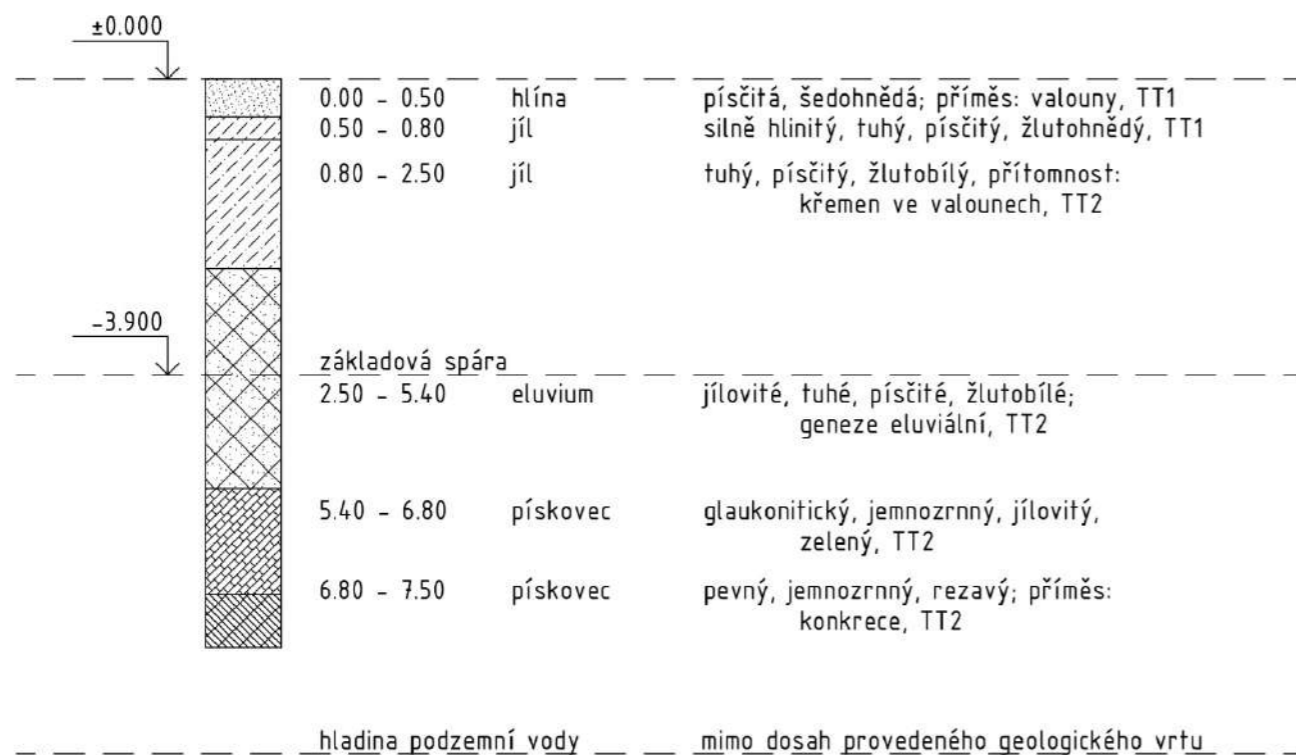 ±0.000
0.00 - 0.50 hlína písčitá, šedohnědá; příměs: valouny, TT1
0.50 - 0.80 jíl silně hlinitý, tuhý, písčitý, žlutohnědý, TT1
0.80 - 2.50 jíl tuhý, písčitý, žlutobílý, přítomnost:
křemen ve valounech, TT2
-3.900
základová spára
2.50 - 5.40 eluvium jílovité, tuhé, písčité, žlutobílé;
geneze eluviální, TT2
5.40 - 6.80 pískovec glaukonitický, jemnozrnný, jílovitý,
zelený, TT2
6.80 - 7.50 pískovec pevný, jemnozrnný, rezavý; příměs:
konkrece, TT2
hladina podzemní vody mimo dosah provedeného geologického vrtu